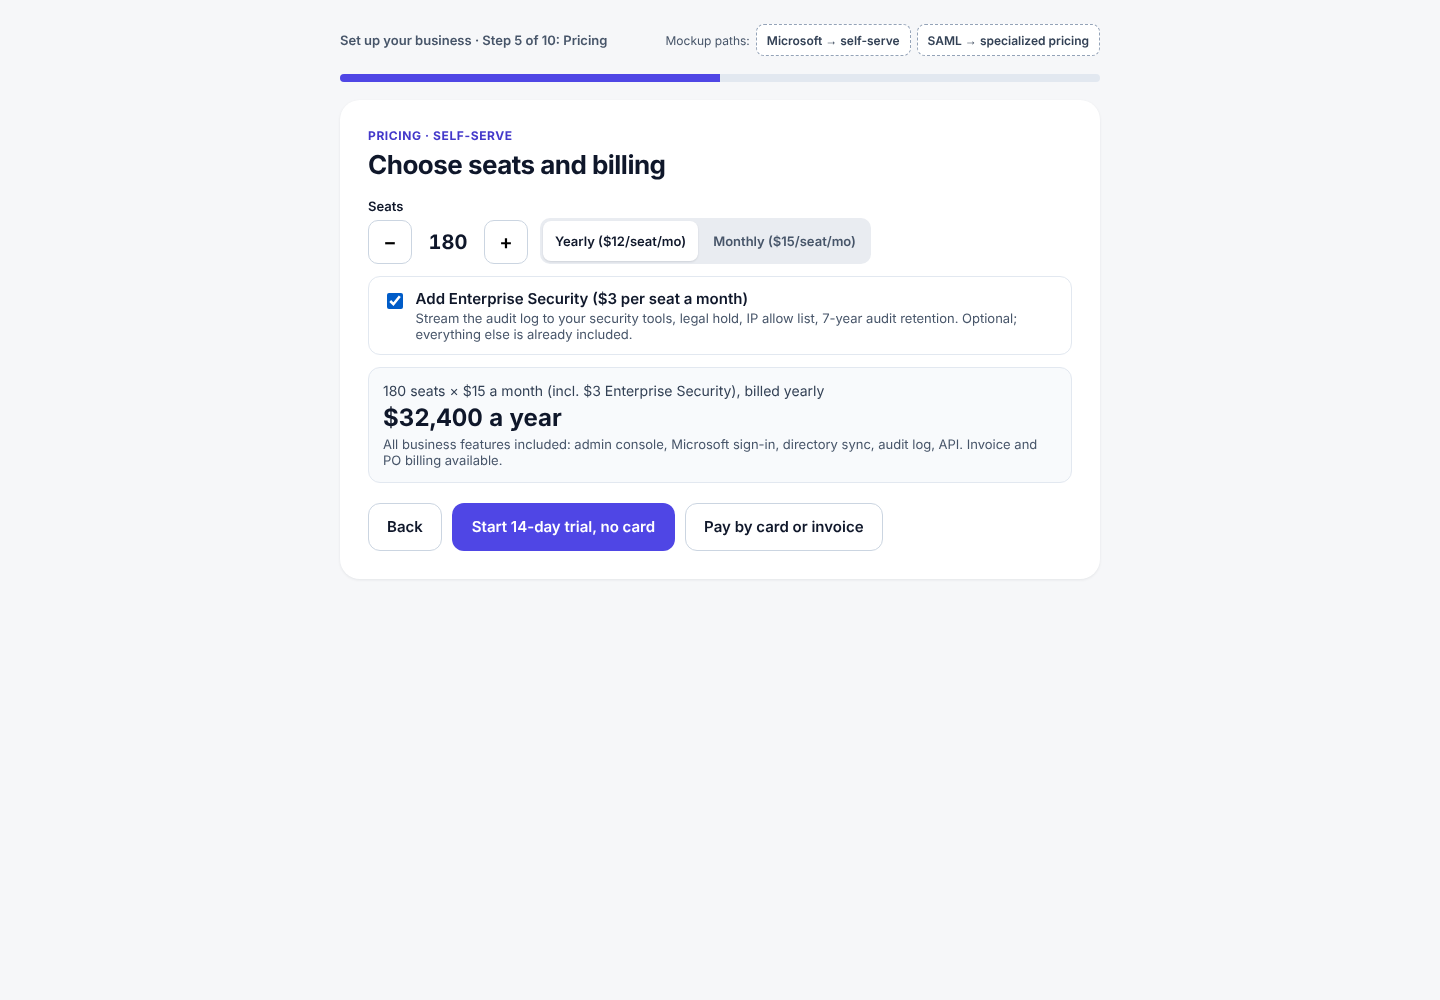 Set up your business · Step 5 of 10: Pricing
Mockup paths:
Microsoft → self-serve
SAML → specialized pricing
PRICING · SELF-SERVE
Choose seats and billing
Seats
−
180
+
Yearly ($12/seat/mo)
Monthly ($15/seat/mo)
Add Enterprise Security ($3 per seat a month)
Stream the audit log to your security tools, legal hold, IP allow list, 7-year audit retention. Optional;
everything else is already included.
180 seats × $15 a month (incl. $3 Enterprise Security), billed yearly
$32,400 a year
All business features included: admin console, Microsoft sign-in, directory sync, audit log, API. Invoice and
PO billing available.
Back
Start 14-day trial, no card
Pay by card or invoice